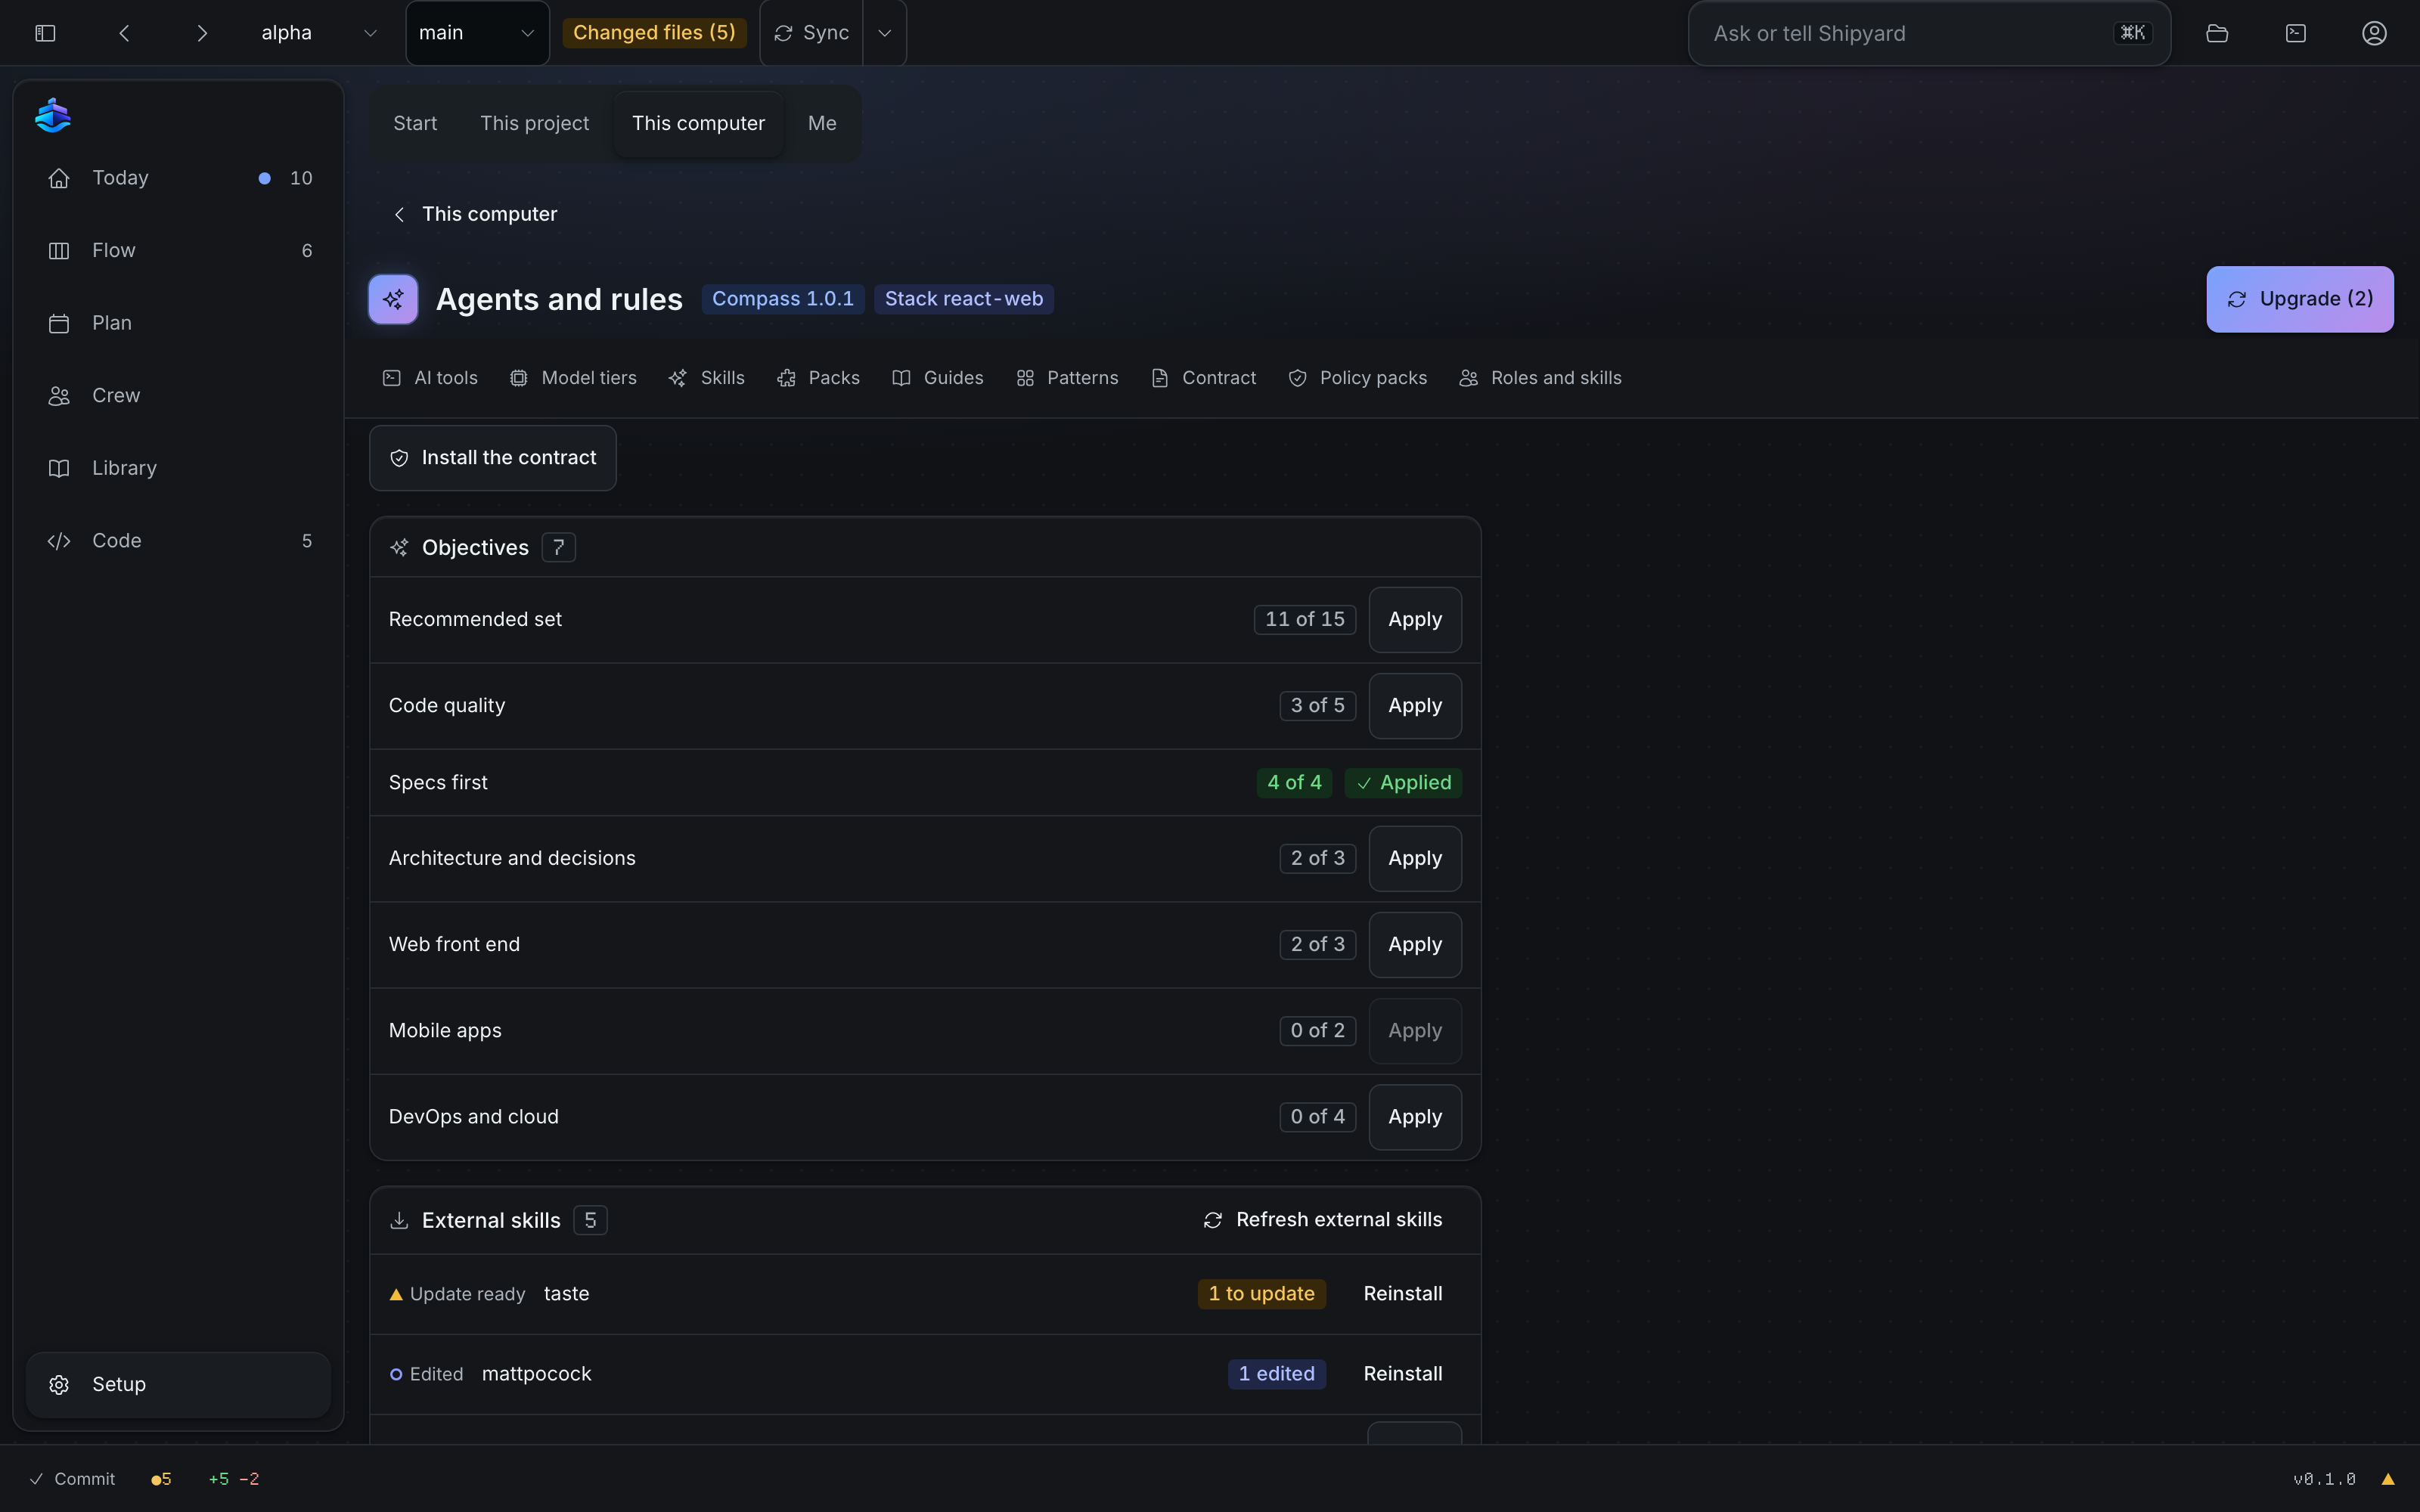 alpha
main
Changed files (5)
Sync
Ask or tell Shipyard
⌘K
Today 10
Flow 6
Plan
Crew
Library
Code 5
Setup
Start This project This computer Me
This computer
Agents and rules Compass 1.0.1 Stack react-web
Upgrade (2)
AI tools Model tiers Skills Packs Guides Patterns Contract Policy packs Roles and skills
Install the contract
Objectives 7
Recommended set 11 of 15 Apply
Code quality 3 of 5 Apply
Specs first 4 of 4 Applied
Architecture and decisions 2 of 3 Apply
Web front end 2 of 3 Apply
Mobile apps 0 of 2 Apply
DevOps and cloud 0 of 4 Apply
External skills 5 Refresh external skills
Update ready taste 1 to update Reinstall
Edited mattpocock 1 edited Reinstall
Commit 5 +5 -2
v0.1.0